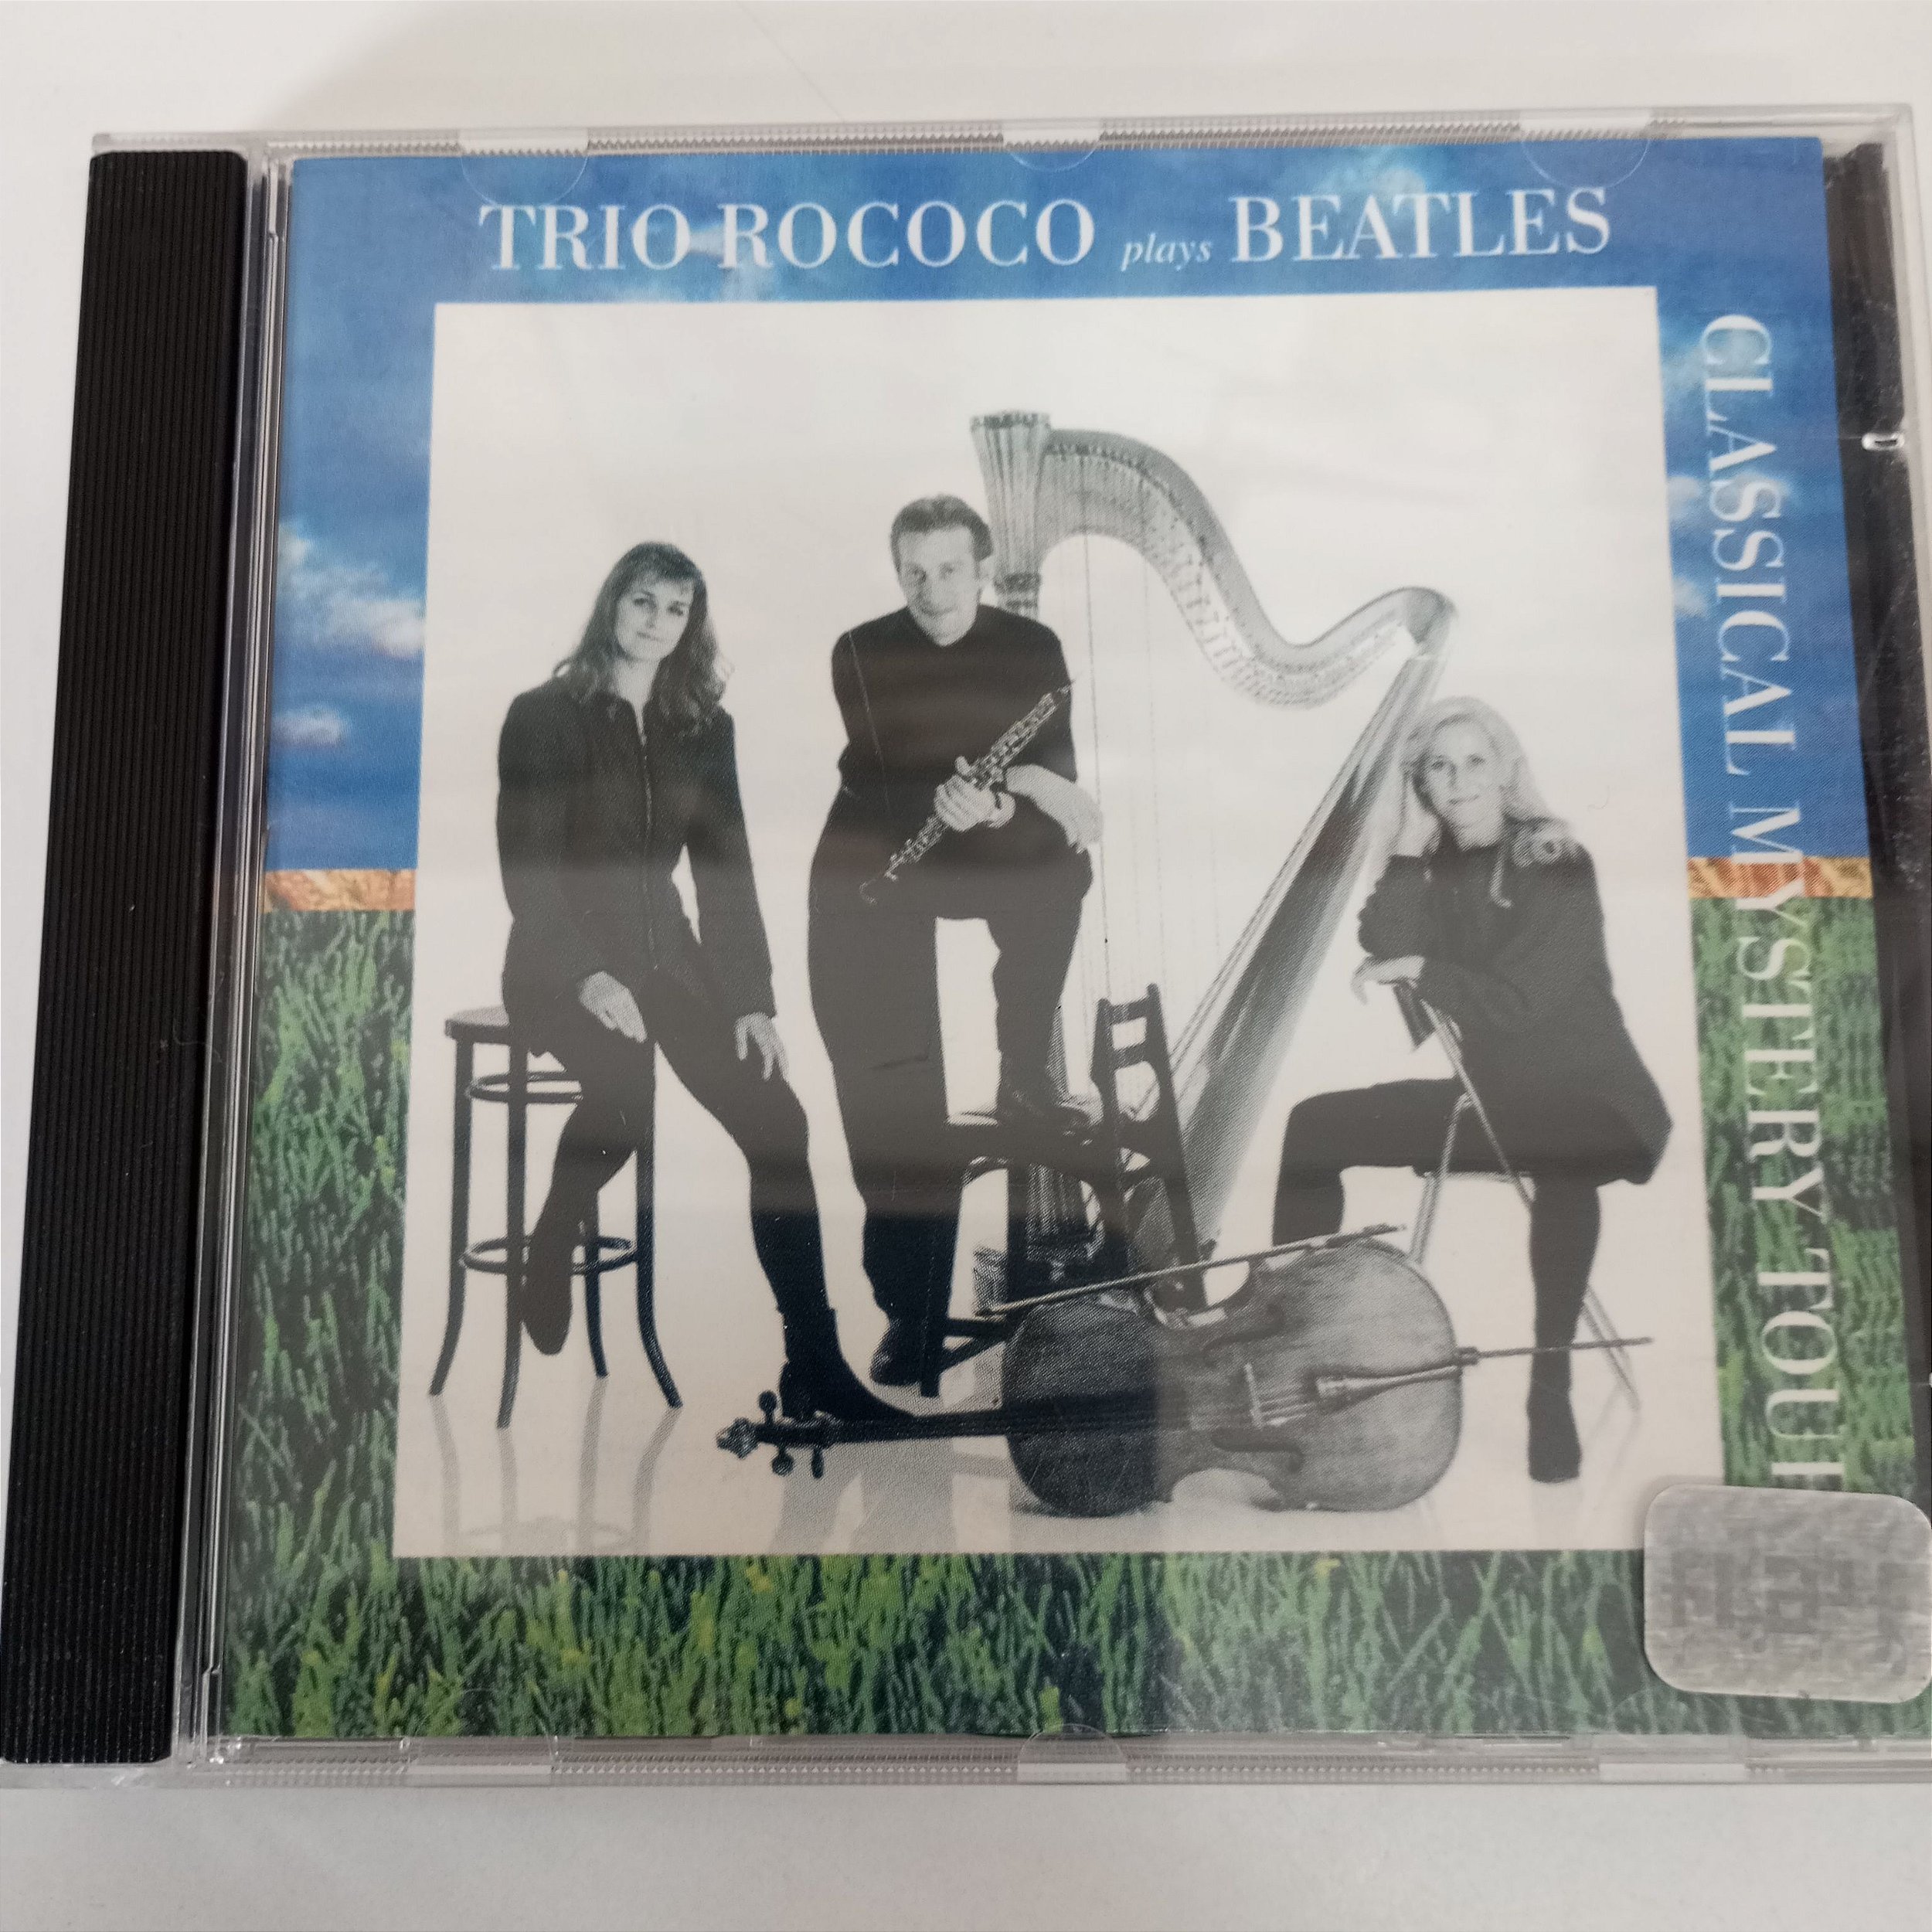 TRIO ROCOCO plays BEATLES
CLASSICAL MYSTERY TOUR